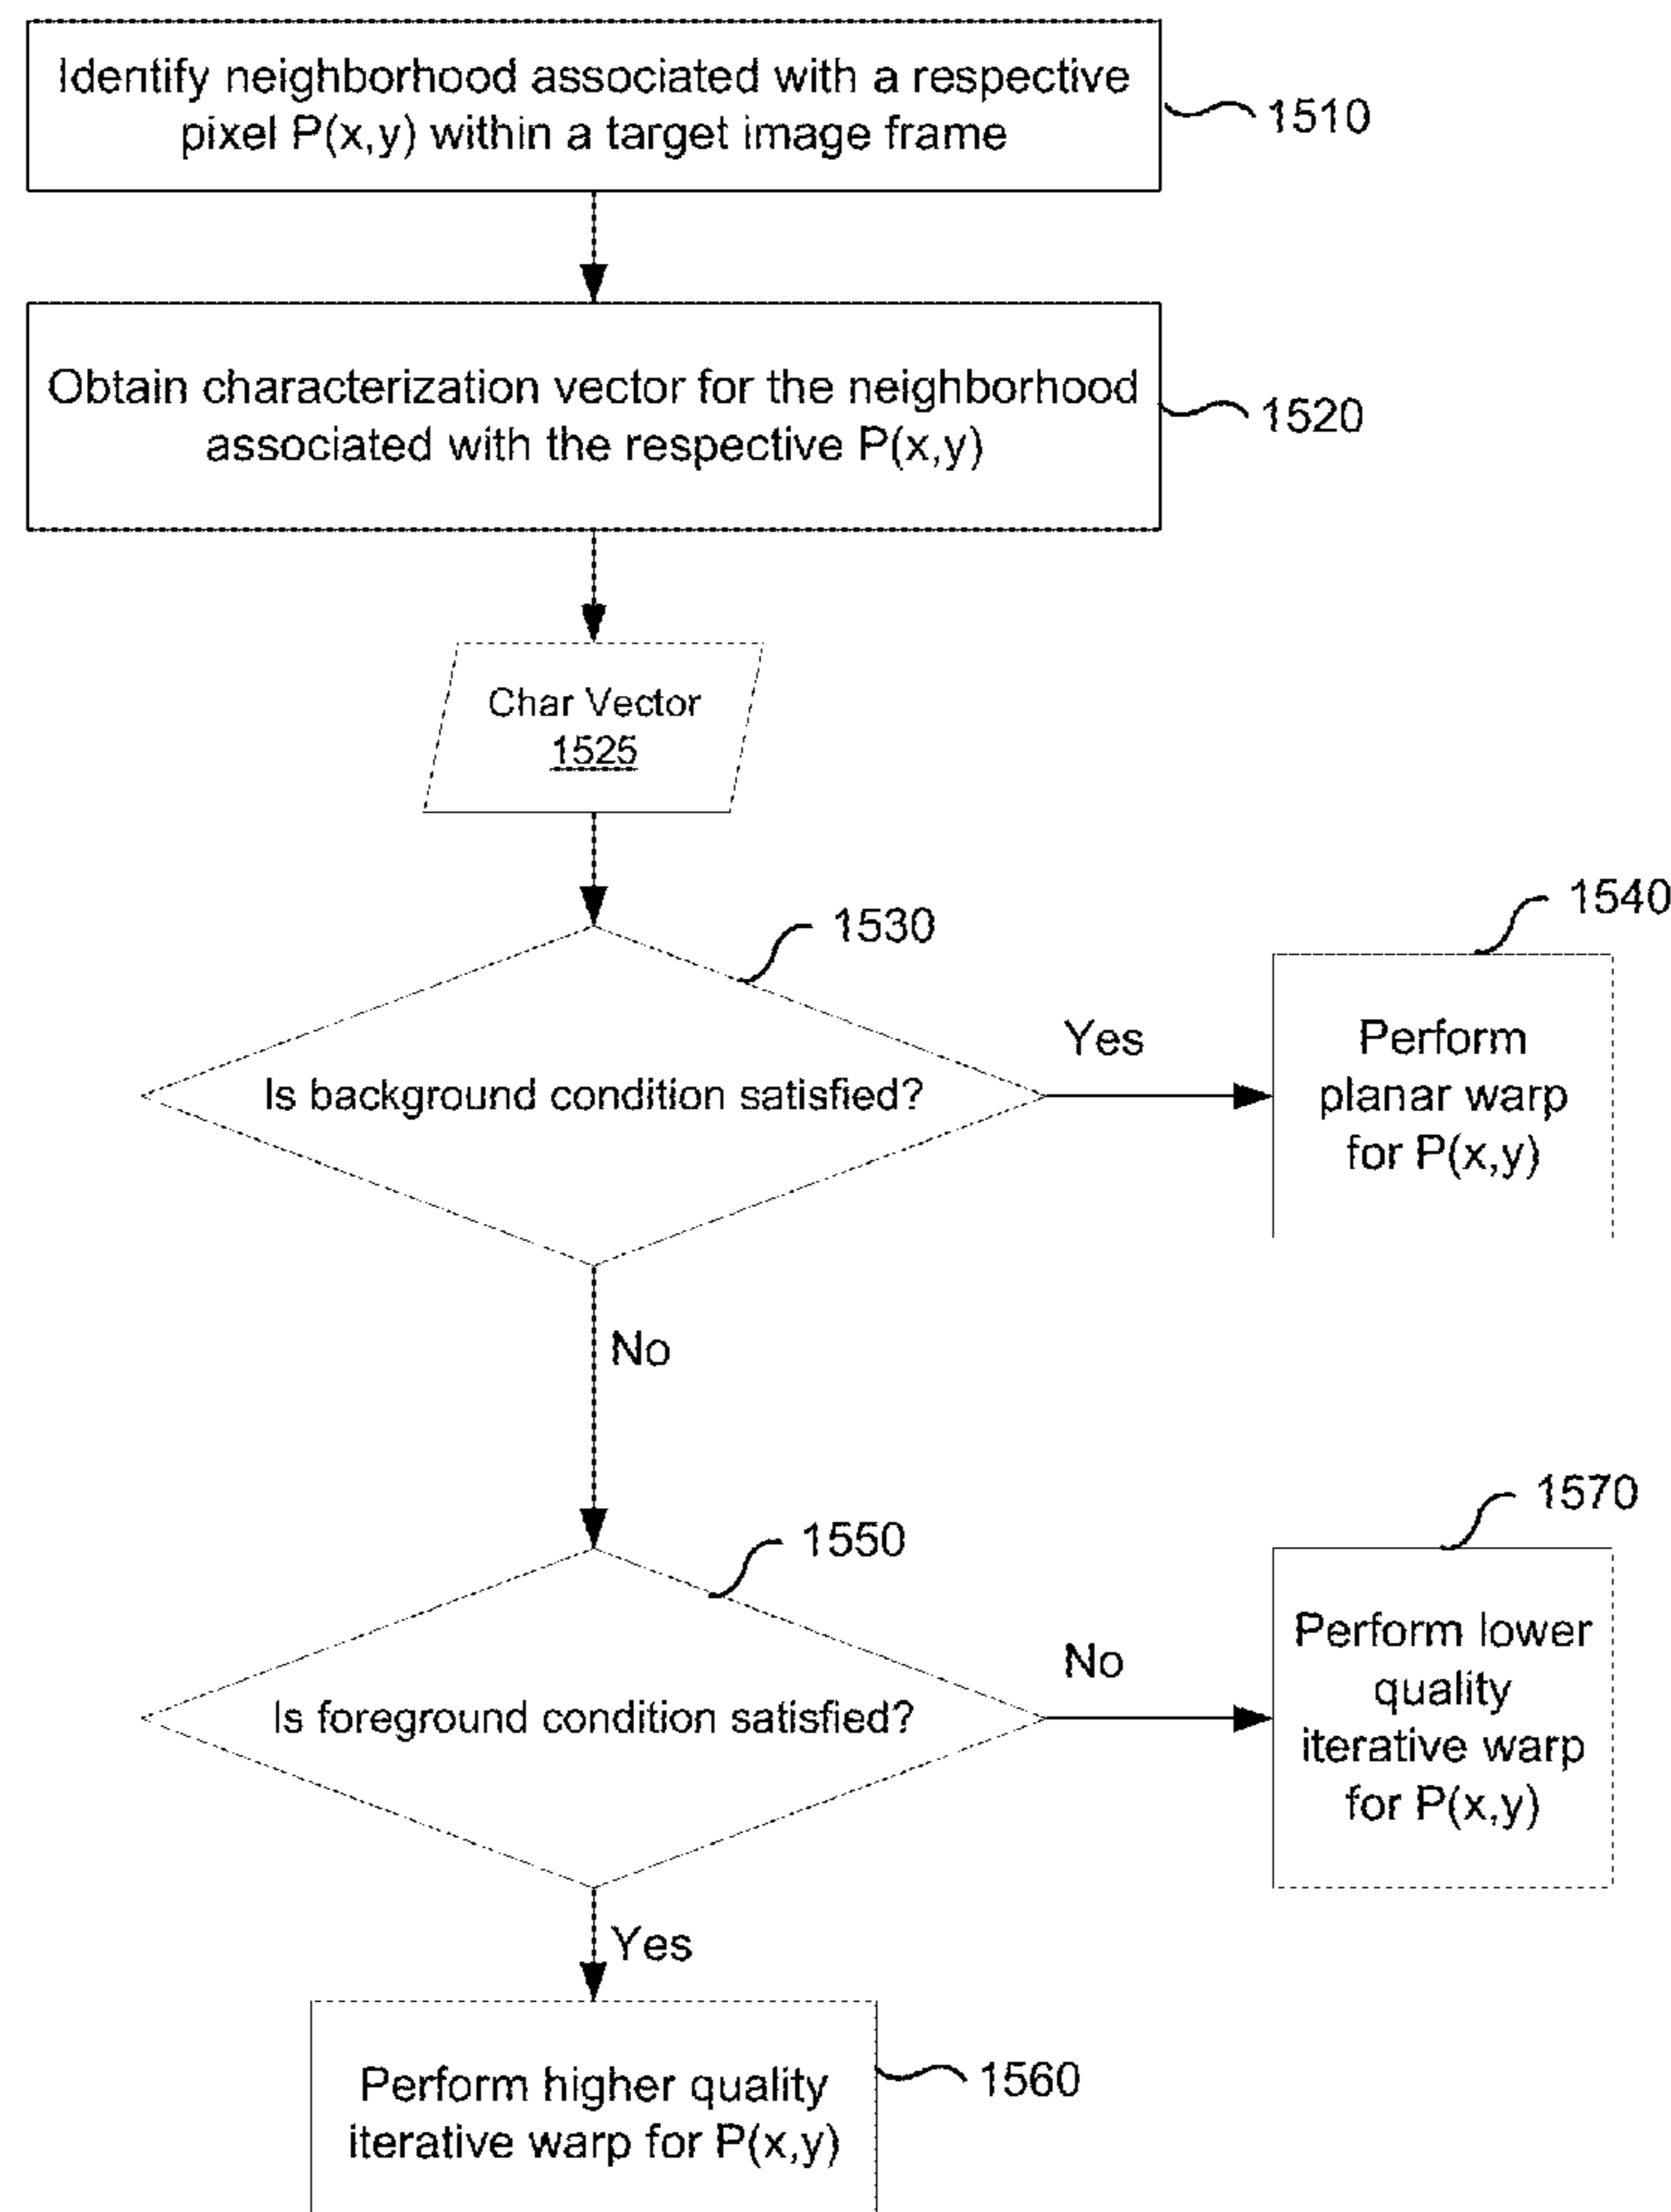 Identify neighborhood associated with a respective
pixel P(x,y) within a target image frame
1510
Obtain characterization vector for the neighborhood
associated with the respective P(x,y)
1520
Char Vector
1525
1530
Is background condition satisfied?
Yes
1540
Perform
planar warp
for P(x,y)
No
1550
Is foreground condition satisfied?
No
1570
Perform lower
quality
iterative warp
for P(x,y)
Yes
Perform higher quality
iterative warp for P(x,y)
1560